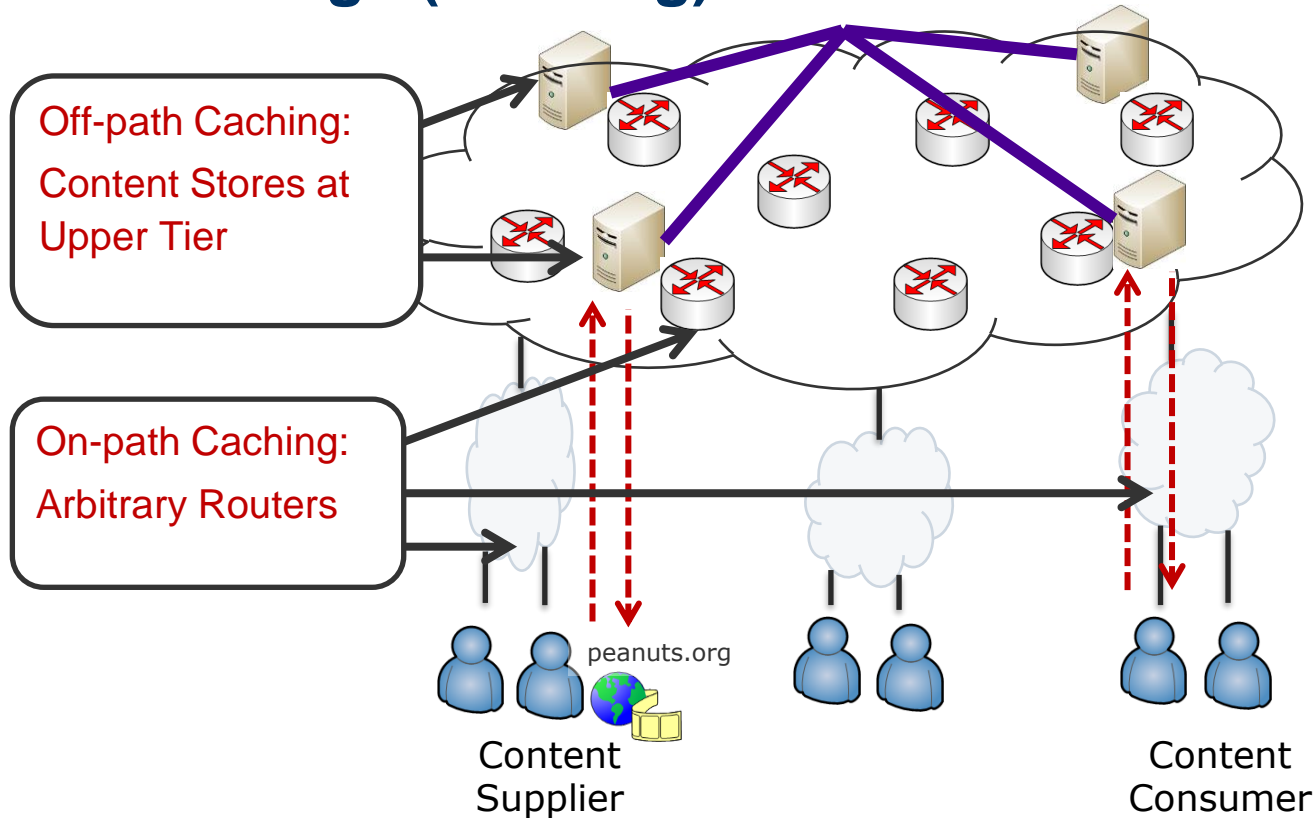 Off-path Caching:
Content Stores at
Upper Tier
On-path Caching:
Arbitrary Routers
peanuts.org
Content
Supplier
Content
Consumer